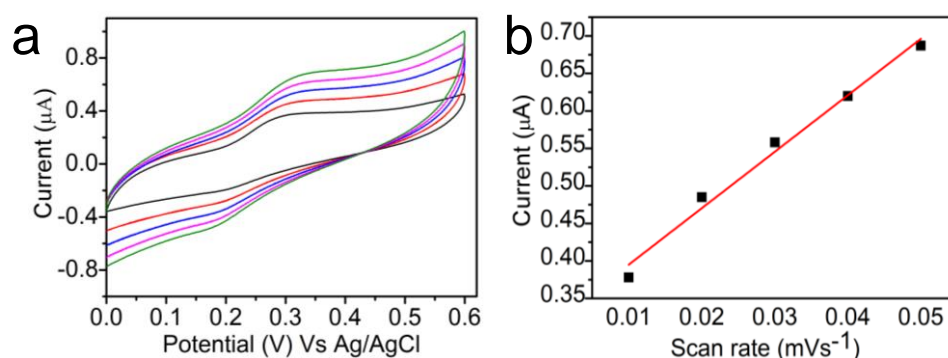 a
Current (μA)
0.8
0.4
0.0
-0.4
-0.8
0.0 0.1 0.2 0.3 0.4 0.5 0.6
Potential (V) Vs Ag/AgCl
b
Current (μA)
0.70
0.65
0.60
0.55
0.50
0.45
0.40
0.35
0.01 0.02 0.03 0.04 0.05
Scan rate (mVs⁻¹)